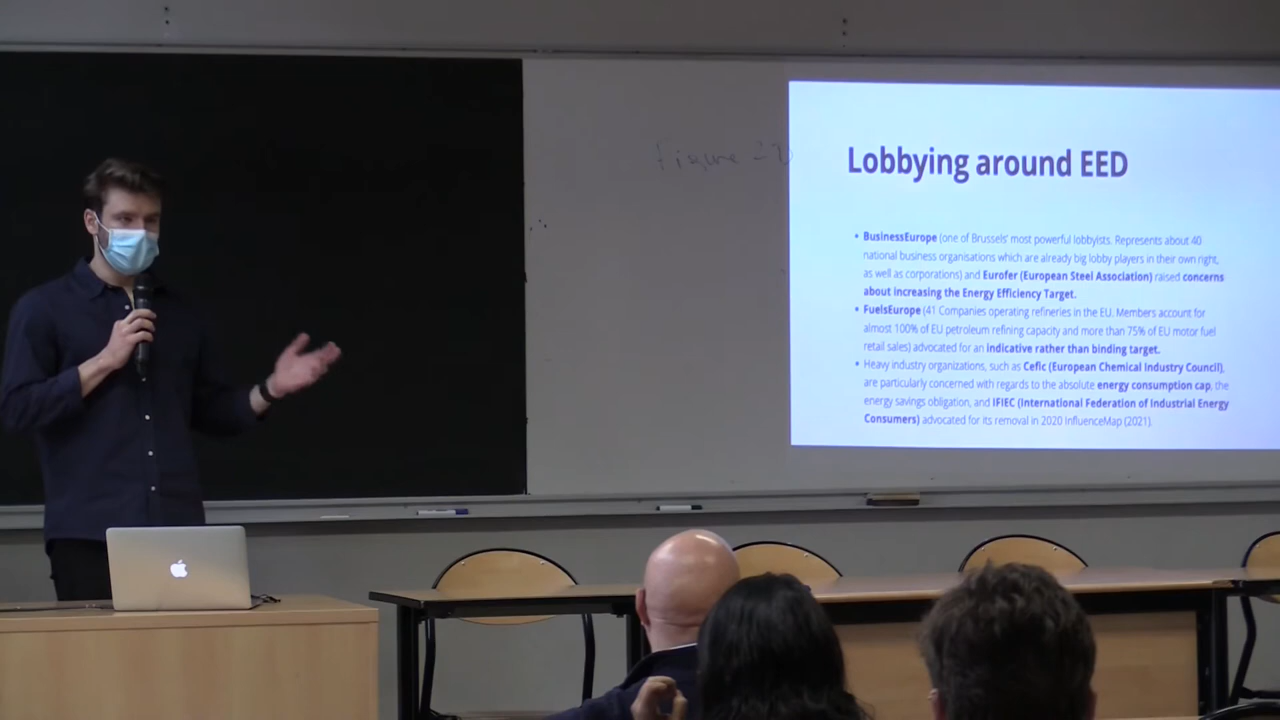 Figure
Lobbying around EED
• BusinessEurope (one of Brussels' most powerful lobbyists. Represents about 40
national business organisations which are already big lobby players in their own right,
as well as corporations) and Eurofer (European Steel Association) raised concerns
about increasing the Energy Efficiency Target.
• FuelsEurope (41 Companies operating refineries in the EU. Members account for
almost 100% of EU petroleum refining capacity and more than 75% of EU motor fuel
retail sales) advocated for an indicative rather than binding target.
• Heavy industry organizations, such as Cefic (European Chemical Industry Council),
are particularly concerned with regards to the absolute energy consumption cap, the
energy savings obligation, and IFIEC (International Federation of Industrial Energy
Consumers) advocated for its removal in 2020 InfluenceMap (2021).